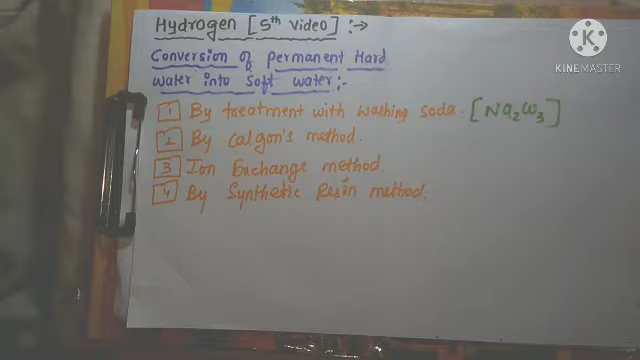 Hydrogen [5th video] :→
KINEMASTER
Conversion of permanent Hard
water into soft water:-
1 By treatment with washing soda. [Na2CO3]
2 By Calgon's method.
3 Ion Exchange method.
4 By Synthetic Resin method.